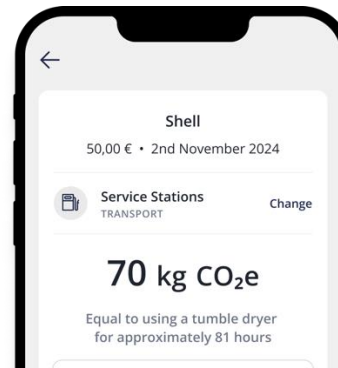 Shell
50,00 € • 2nd November 2024
Service Stations
TRANSPORT
Change
70 kg CO₂e
Equal to using a tumble dryer
for approximately 81 hours